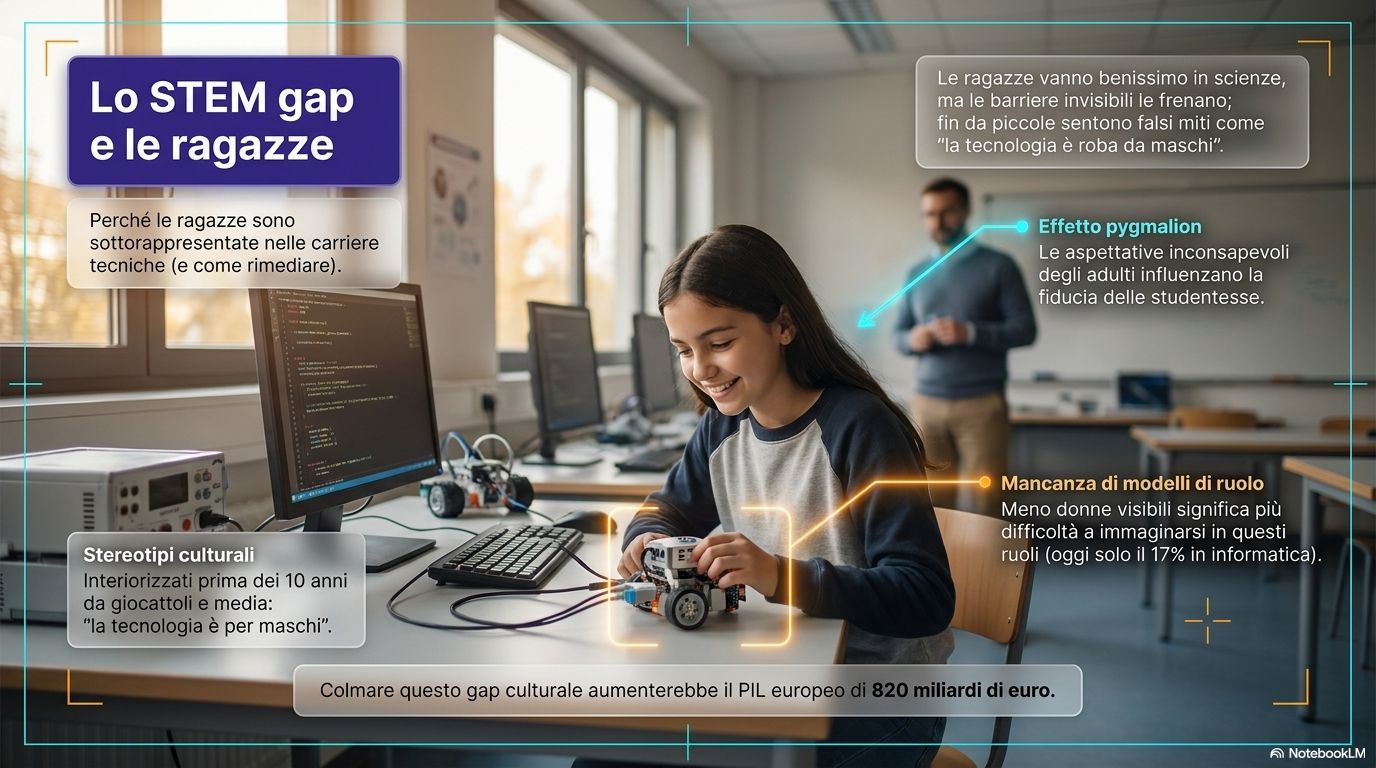 Lo STEM gap
e le ragazze
Perché le ragazze sono
sottorappresentate nelle carriere
tecniche (e come rimediare).
Le ragazze vanno benissimo in scienze,
ma le barriere invisibili le frenano;
fin da piccole sentono falsi miti come
"la tecnologia è roba da maschi".
Effetto pygmalion
Le aspettative inconsapevoli
degli adulti influenzano la
fiducia delle studentesse.
Mancanza di modelli di ruolo
Meno donne visibili significa più
difficoltà a immaginarsi in questi
ruoli (oggi solo il 17% in informatica).
Stereotipi culturali
Interiorizzati prima dei 10 anni
da giocattoli e media:
"la tecnologia è per maschi".
Colmare questo gap culturale aumenterebbe il PIL europeo di 820 miliardi di euro.
NotebookLM